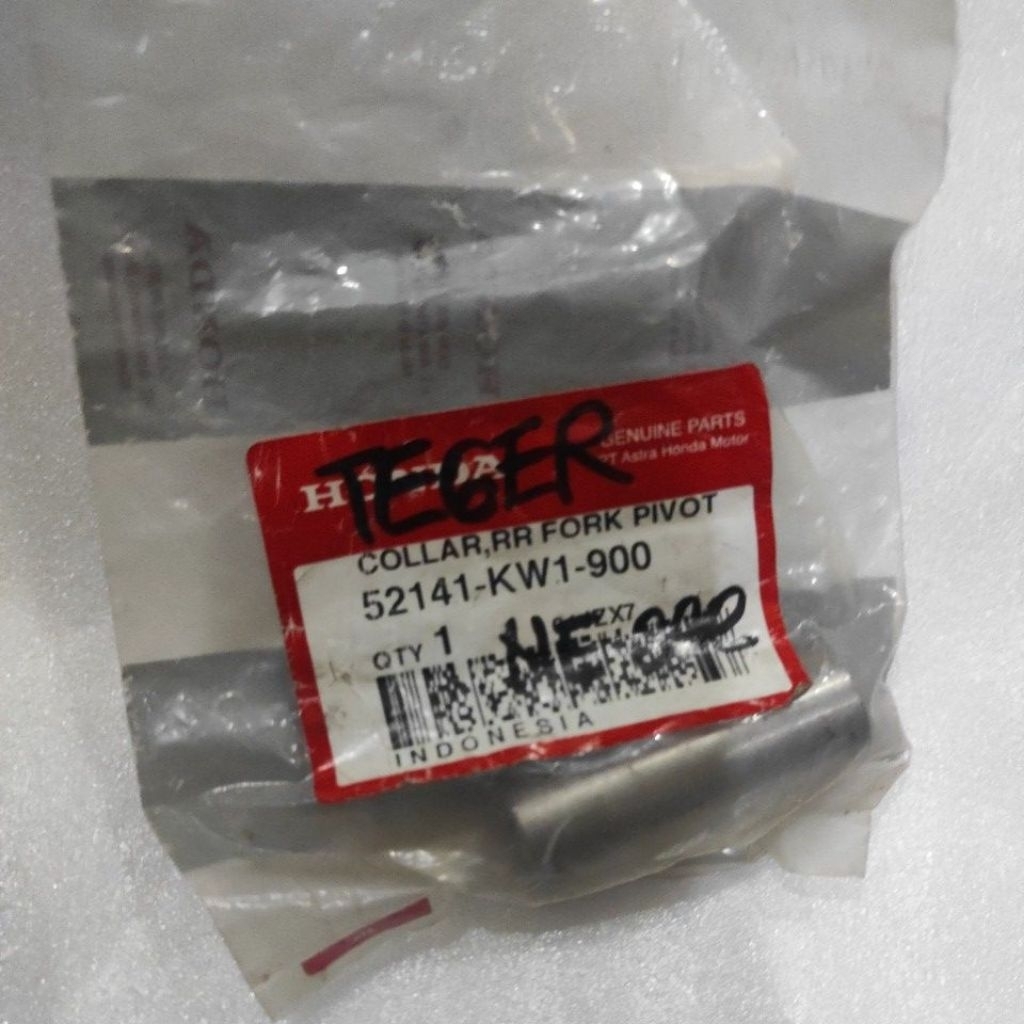 TEGER
HONDA
GENUINE PARTS
PT Astra Honda Motor
COLLAR,RR FORK PIVOT
52141-KW1-900
QTY 1
INDONESIA